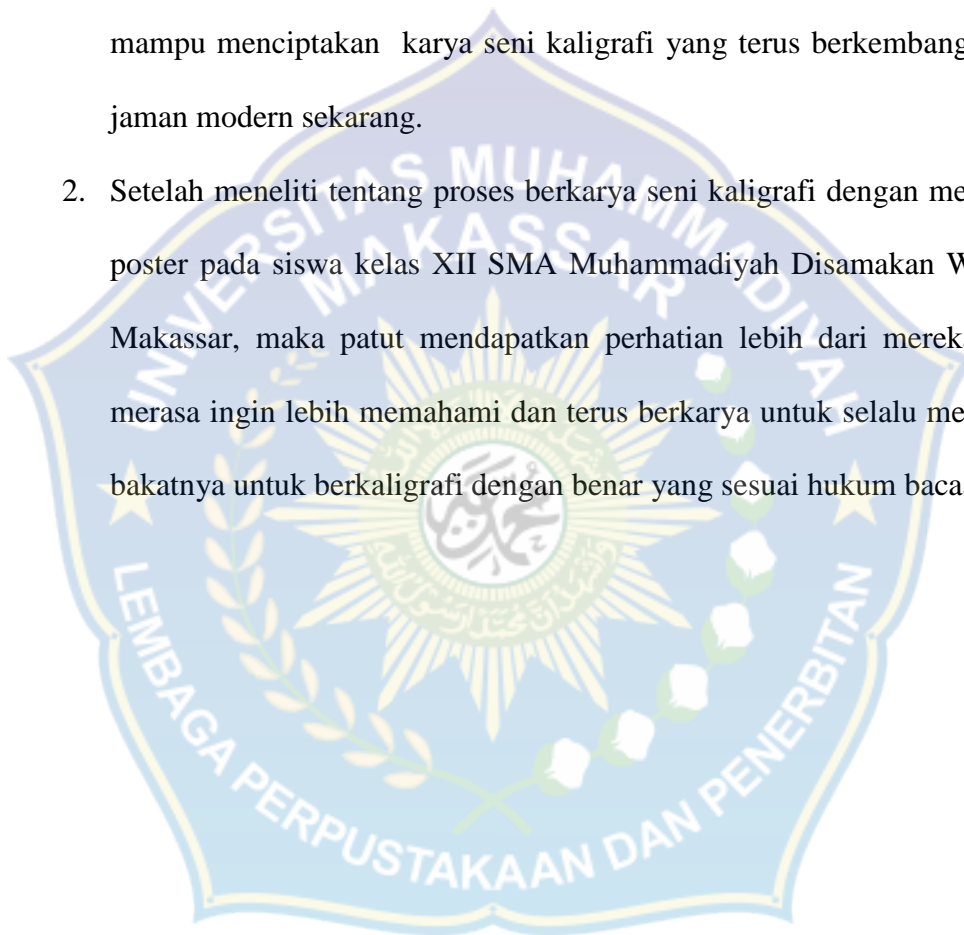 mampu menciptakan karya seni kaligrafi yang terus berkembang
jaman modern sekarang.
2. Setelah meneliti tentang proses berkarya seni kaligrafi dengan me
poster pada siswa kelas XII SMA Muhammadiyah Disamakan W
Makassar, maka patut mendapatkan perhatian lebih dari merek
merasa ingin lebih memahami dan terus berkarya untuk selalu me
bakatnya untuk berkaligrafi dengan benar yang sesuai hukum baca
UNIVERSITAS MUHAMMADIYAH
MAKASSAR
LEMBAGA PERPUSTAKAAN DAN PENERBITAN